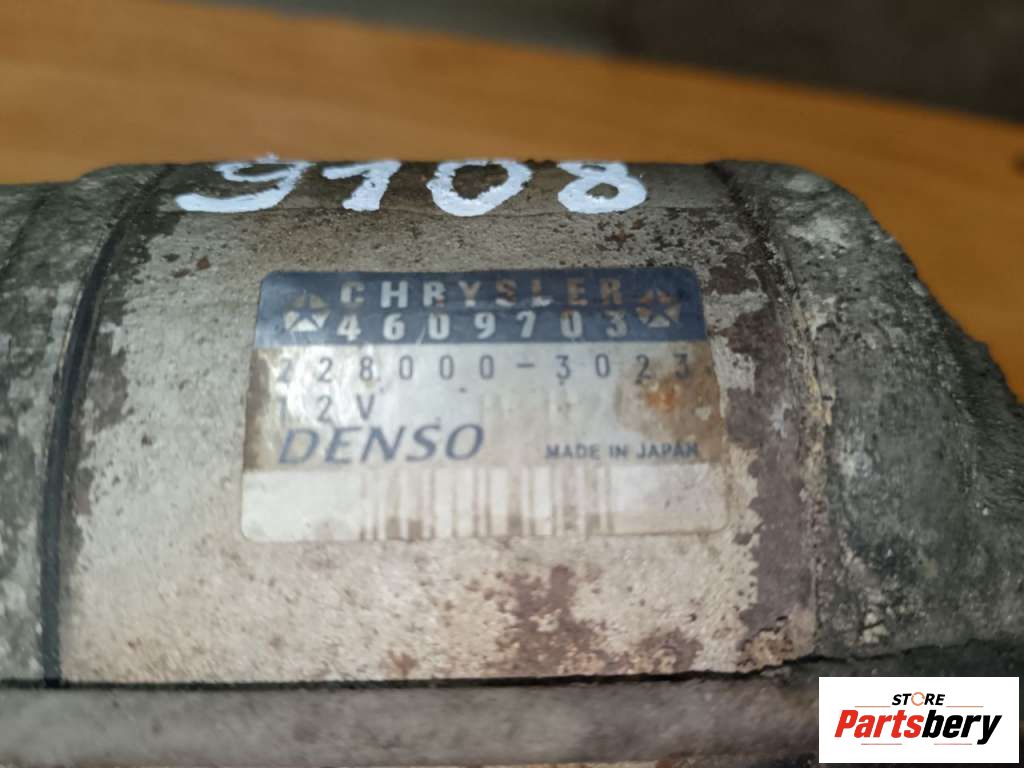 9108
CHRYSLER
4609703
228000-3023
12V
DENSO MADE IN JAPAN
STORE
Partsbery